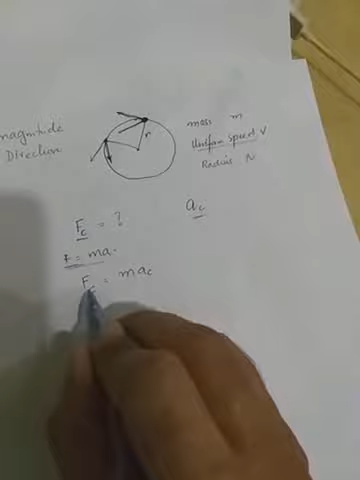 magnitude
Direction
r
mass m
Uniform speed V
Radius r
Fc = ?
ac
F = ma.
Fc = mac